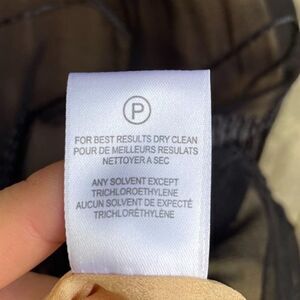 P
FOR BEST RESULTS DRY CLEAN
POUR DE MEILLEURS RESULATS
NETTOYER A SEC
ANY SOLVENT EXCEPT
TRICHLOROETHYLENE
AUCUN SOLVENT DE EXPECTÉ
TRICHLORÉTHYLÈNE